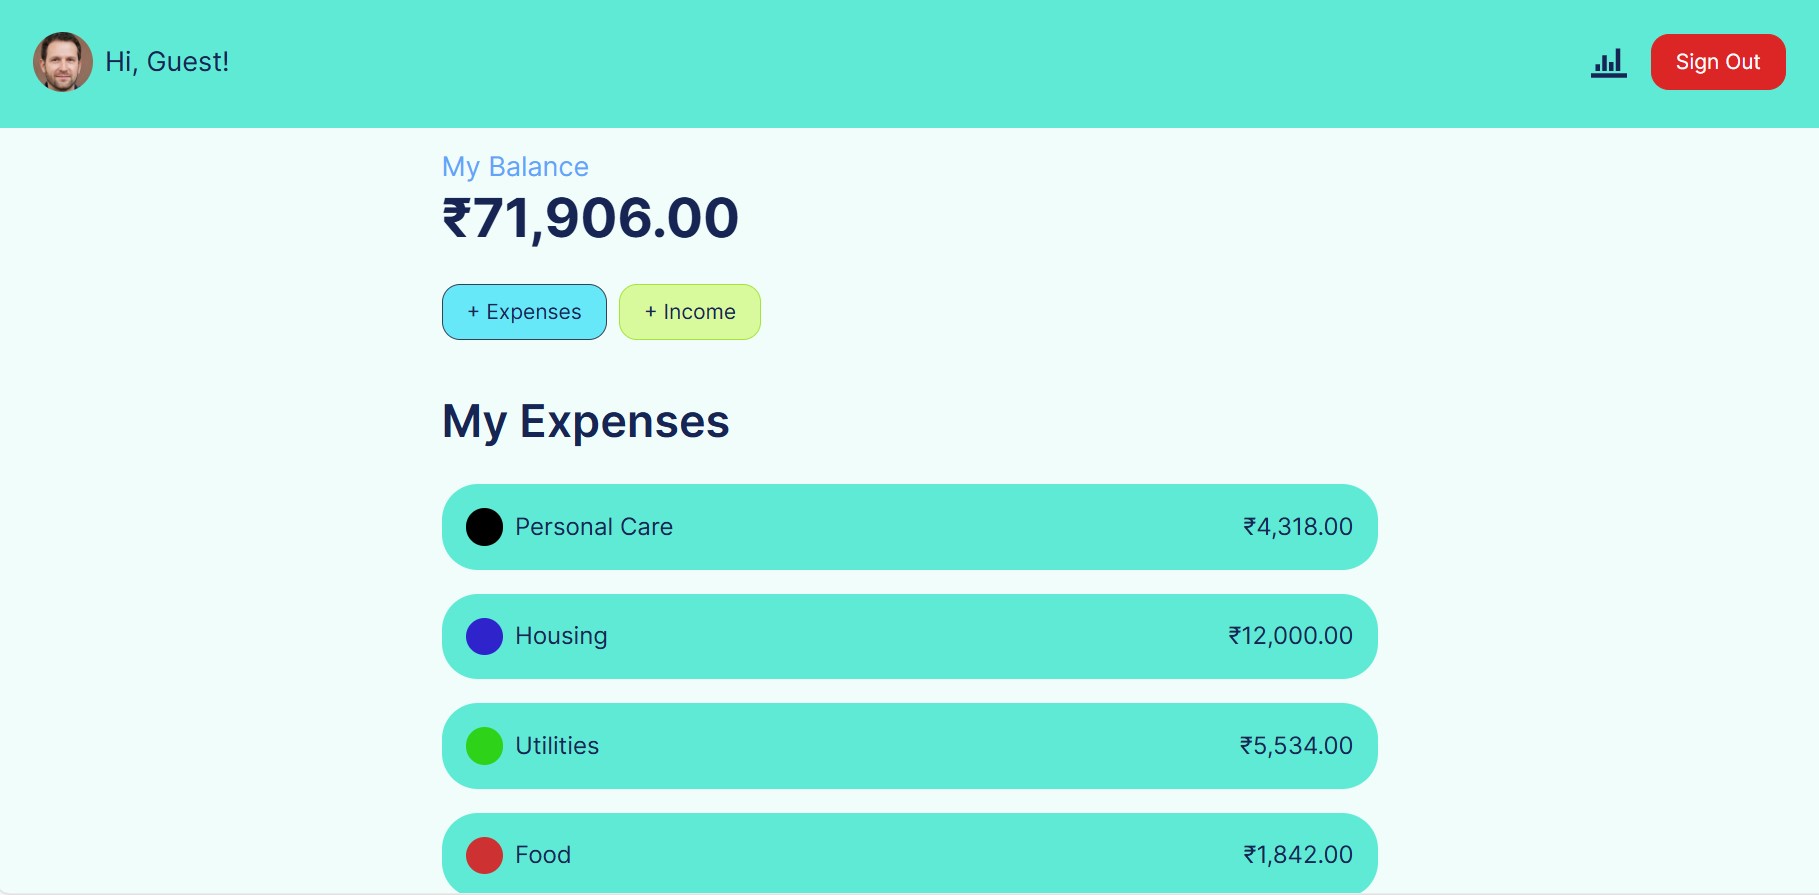 Hi, Guest!
Sign Out
My Balance
₹71,906.00
+ Expenses
+ Income
My Expenses
Personal Care ₹4,318.00
Housing ₹12,000.00
Utilities ₹5,534.00
Food ₹1,842.00